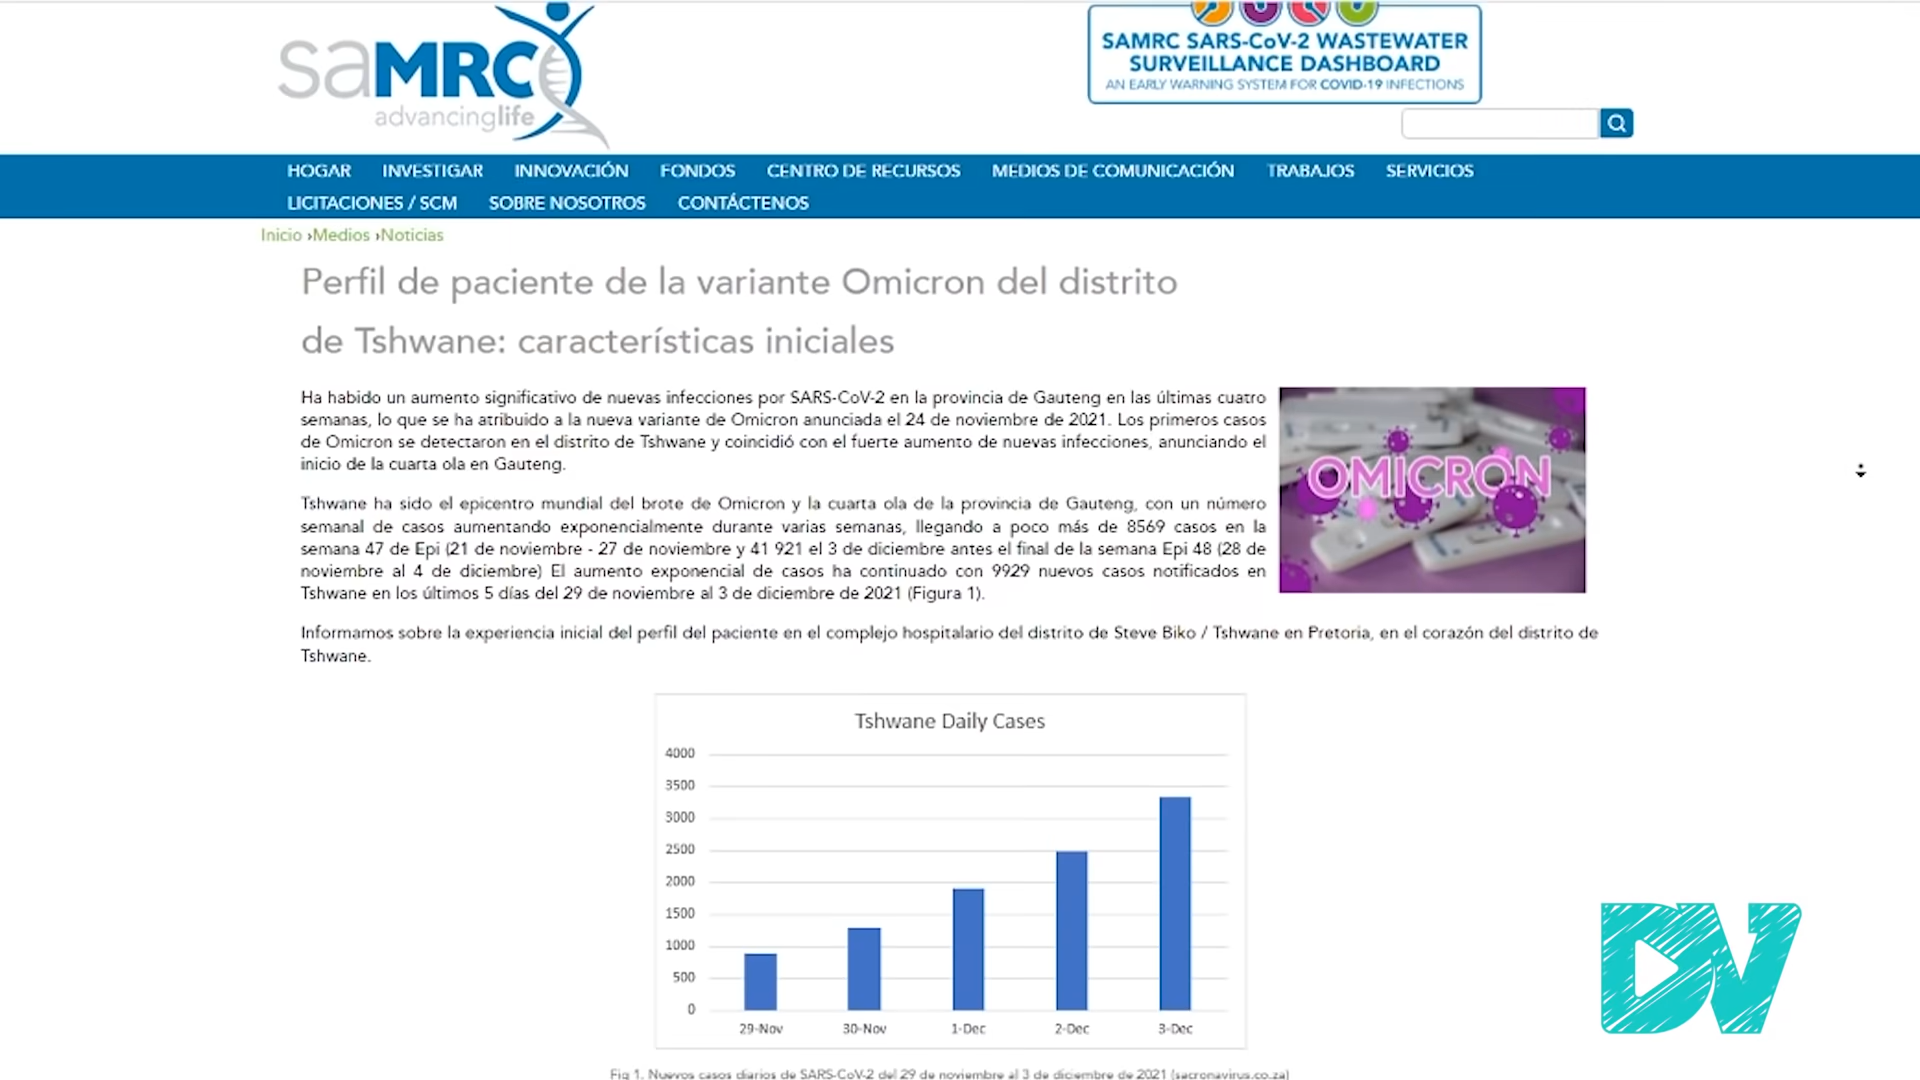 saMRC
advancinglife
SAMRC SARS-CoV-2 WASTEWATER
SURVEILLANCE DASHBOARD
AN EARLY WARNING SYSTEM FOR COVID-19 INFECTIONS
HOGAR INVESTIGAR INNOVACIÓN FONDOS CENTRO DE RECURSOS MEDIOS DE COMUNICACIÓN TRABAJOS SERVICIOS
LICITACIONES / SCM SOBRE NOSOTROS CONTÁCTENOS
Inicio ›Medios ›Noticias
Perfil de paciente de la variante Omicron del distrito
de Tshwane: características iniciales
Ha habido un aumento significativo de nuevas infecciones por SARS-CoV-2 en la provincia de Gauteng en las últimas cuatro
semanas, lo que se ha atribuido a la nueva variante de Omicron anunciada el 24 de noviembre de 2021. Los primeros casos
de Omicron se detectaron en el distrito de Tshwane y coincidió con el fuerte aumento de nuevas infecciones, anunciando el
inicio de la cuarta ola en Gauteng.
OMICRON
Tshwane ha sido el epicentro mundial del brote de Omicron y la cuarta ola de la provincia de Gauteng, con un número
semanal de casos aumentando exponencialmente durante varias semanas, llegando a poco más de 8569 casos en la
semana 47 de Epi (21 de noviembre - 27 de noviembre y 41 921 el 3 de diciembre antes el final de la semana Epi 48 (28 de
noviembre al 4 de diciembre) El aumento exponencial de casos ha continuado con 9929 nuevos casos notificados en
Tshwane en los últimos 5 días del 29 de noviembre al 3 de diciembre de 2021 (Figura 1).
Informamos sobre la experiencia inicial del perfil del paciente en el complejo hospitalario del distrito de Steve Biko / Tshwane en Pretoria, en el corazón del distrito de
Tshwane.
Tshwane Daily Cases
4000
3500
3000
2500
2000
1500
1000
500
0
29-Nov 30-Nov 1-Dec 2-Dec 3-Dec
Fig 1. Nuevos casos diarios de SARS-CoV-2 del 29 de noviembre al 3 de diciembre de 2021 (sacronavirus.co.za)
DV